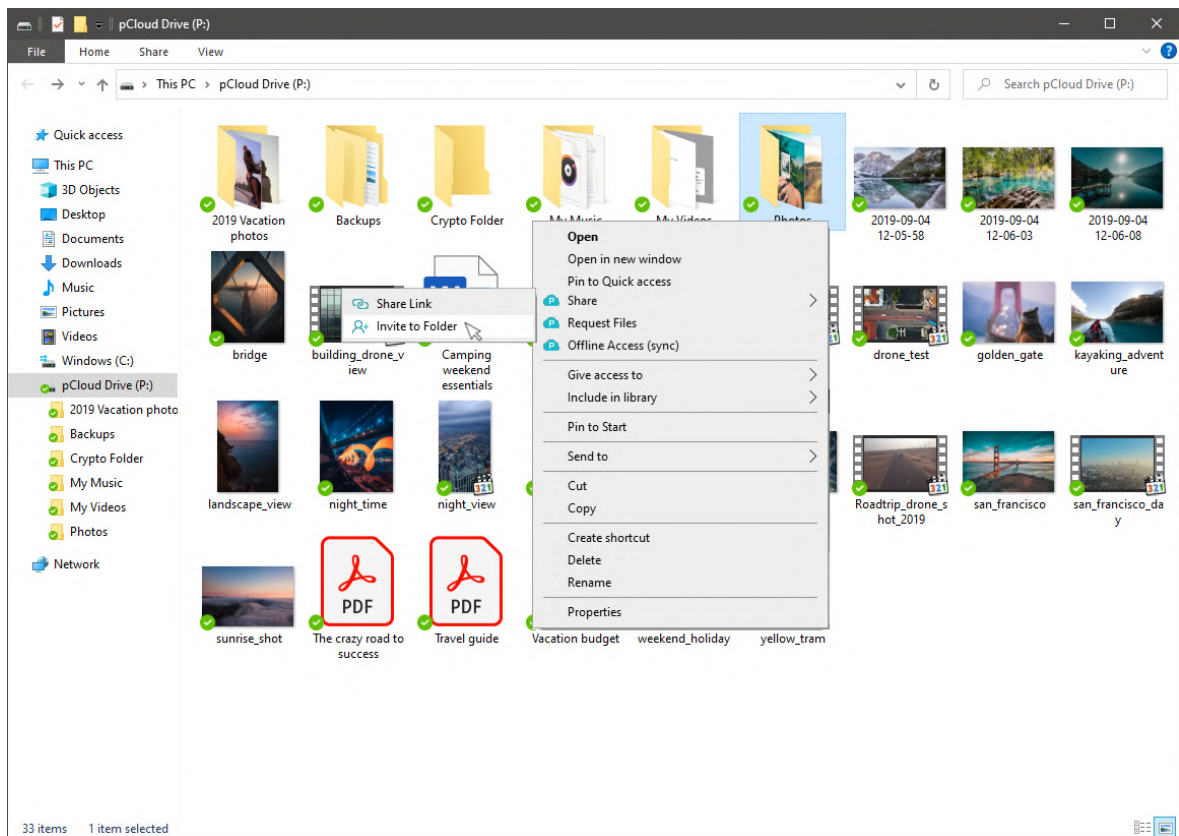 pCloud Drive (P:)
File Home Share View
This PC > pCloud Drive (P:)
Search pCloud Drive (P:)
Quick access
This PC
3D Objects
Desktop
Documents
Downloads
Music
Pictures
Videos
Windows (C:)
pCloud Drive (P:)
2019 Vacation photo
Backups
Crypto Folder
My Music
My Videos
Photos
Network
2019 Vacation
photos
Backups
Crypto Folder
My Music
My Videos
Photos
2019-09-04
12-05-58
2019-09-04
12-06-03
2019-09-04
12-06-08
bridge
building_drone_v
iew
Camping
weekend
essentials
drone_test
golden_gate
kayaking_advent
ure
landscape_view
night_time
night_view
Roadtrip_drone_s
hot_2019
san_francisco
san_francisco_da
y
sunrise_shot
PDF
The crazy road to
success
PDF
Travel guide
Vacation budget
weekend_holiday
yellow_tram
Share Link
Invite to Folder
Open
Open in new window
Pin to Quick access
Share
Request Files
Offline Access (sync)
Give access to
Include in library
Pin to Start
Send to
Cut
Copy
Create shortcut
Delete
Rename
Properties
321
321
321
321
321
33 items 1 item selected